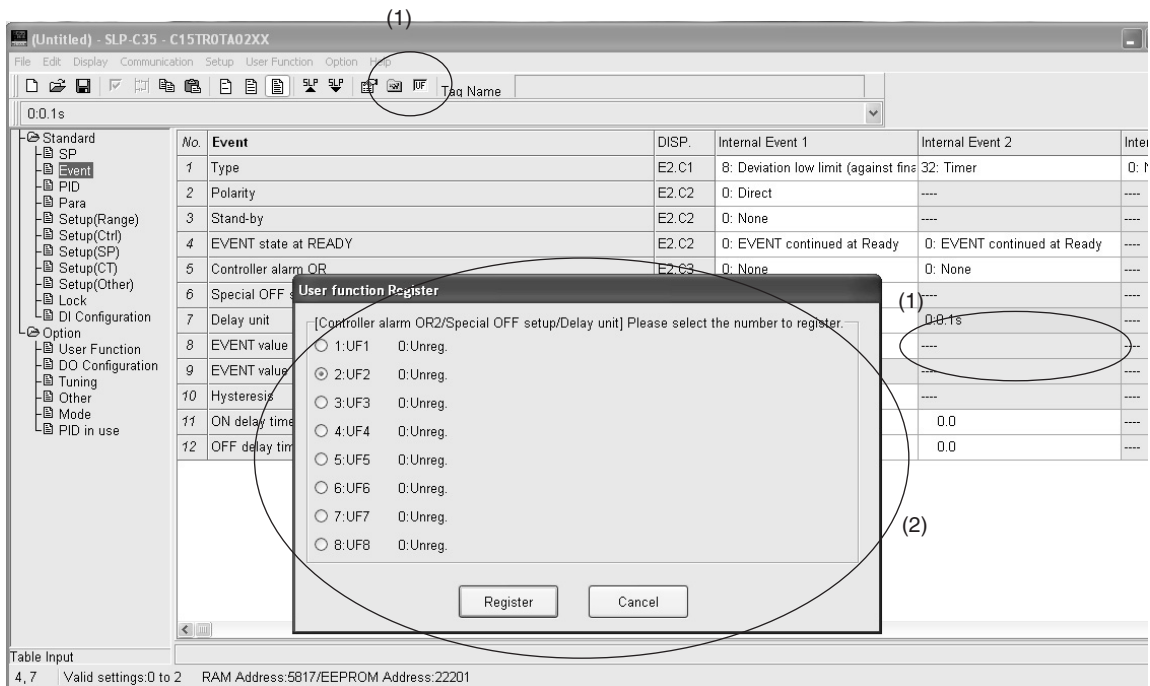 (1)
(Untitled) - SLP-C35 - C15TR0TA02XX
File Edit Display Communication Setup User Function Option Help
SLP SLP UF Tag Name
0:0.1s
Standard
SP
Event
PID
Para
Setup(Range)
Setup(Ctrl)
Setup(SP)
Setup(CT)
Setup(Other)
Lock
DI Configuration
Option
User Function
DO Configuration
Tuning
Other
Mode
PID in use
No. Event DISP. Internal Event 1 Internal Event 2 Inter
1 Type E2.C1 8: Deviation low limit (against fina 32: Timer 0: N
2 Polarity E2.C2 0: Direct ---- ----
3 Stand-by E2.C2 0: None ---- ----
4 EVENT state at READY E2.C2 0: EVENT continued at Ready 0: EVENT continued at Ready ----
5 Controller alarm OR E2.C3 0: None 0: None ----
6 Special OFF s ---- ----
7 Delay unit 0:0.1s ----
8 EVENT value ---- ----
9 EVENT value ---- ----
10 Hysteresis ---- ----
11 ON delay time 0.0 ----
12 OFF delay tim 0.0 ----
(1)
User function Register
[Controller alarm OR2/Special OFF setup/Delay unit] Please select the number to register.
1:UF1 0:Unreg.
2:UF2 0:Unreg.
3:UF3 0:Unreg.
4:UF4 0:Unreg.
5:UF5 0:Unreg.
6:UF6 0:Unreg.
7:UF7 0:Unreg.
8:UF8 0:Unreg.
Register Cancel
(2)
Table Input
4, 7 Valid settings:0 to 2 RAM Address:5817/EEPROM Address:22201